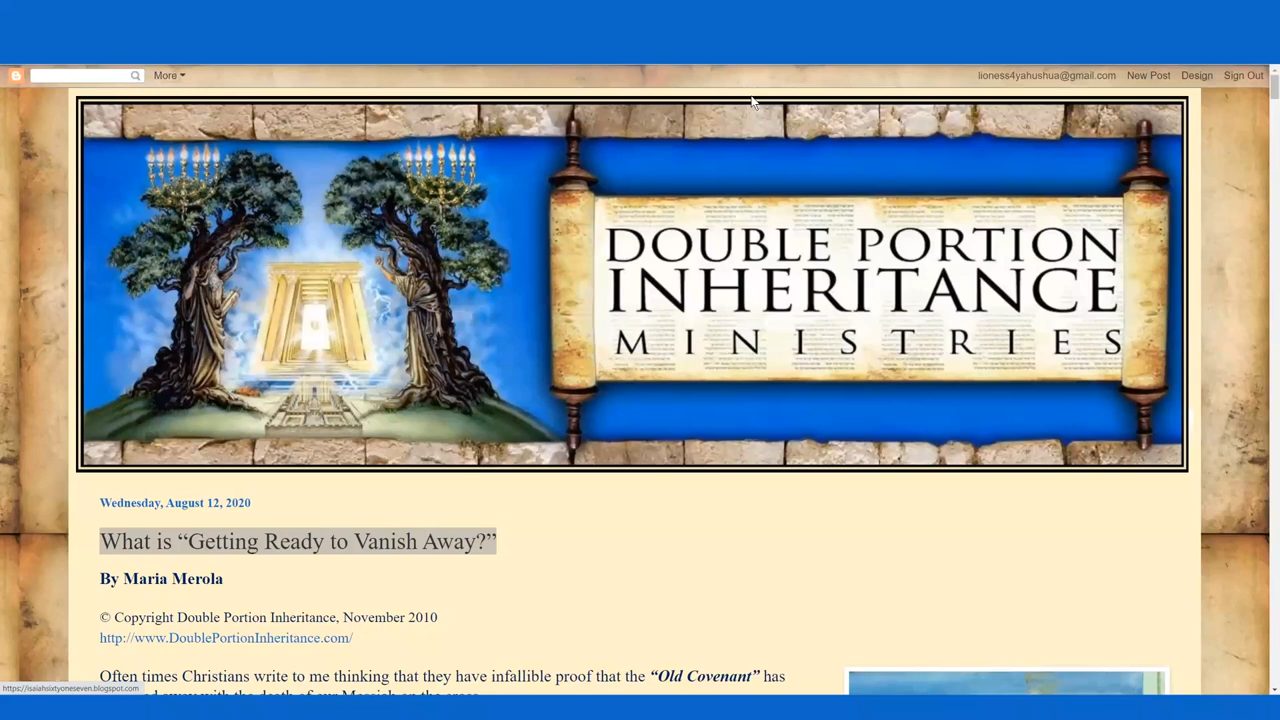 More
lioness4yahushua@gmail.com New Post Design Sign Out
DOUBLE PORTION
INHERITANCE
MINISTRIES
Wednesday, August 12, 2020
What is “Getting Ready to Vanish Away?”
By Maria Merola
© Copyright Double Portion Inheritance, November 2010
http://www.DoublePortionInheritance.com/
Often times Christians write to me thinking that they have infallible proof that the “Old Covenant” has
https://isaiahsixtyoneseven.blogspot.com